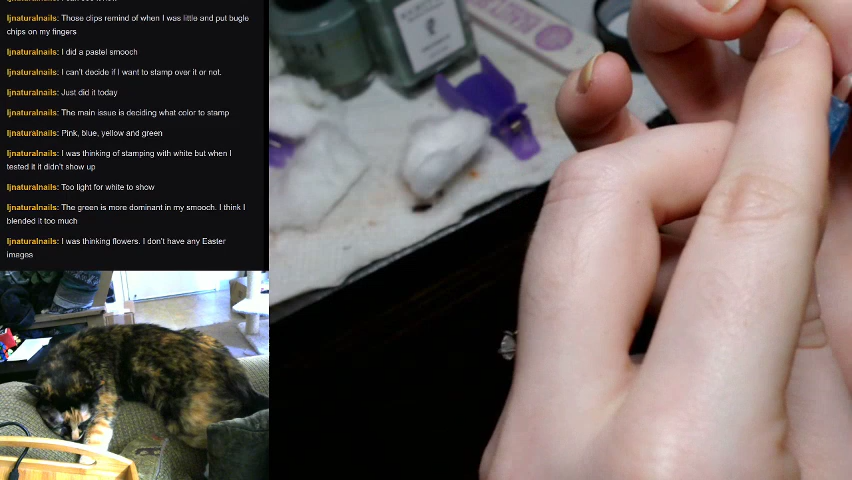 ljnaturalnails: Those clips remind of when I was little and put bugle
chips on my fingers
ljnaturalnails: I did a pastel smooch
ljnaturalnails: I can't decide if I want to stamp over it or not.
ljnaturalnails: Just did it today
ljnaturalnails: The main issue is deciding what color to stamp
ljnaturalnails: Pink, blue, yellow and green
ljnaturalnails: I was thinking of stamping with white but when I
tested it it didn't show up
ljnaturalnails: Too light for white to show
ljnaturalnails: The green is more dominant in my smooch. I think I
blended it too much
ljnaturalnails: I was thinking flowers. I don't have any Easter
images